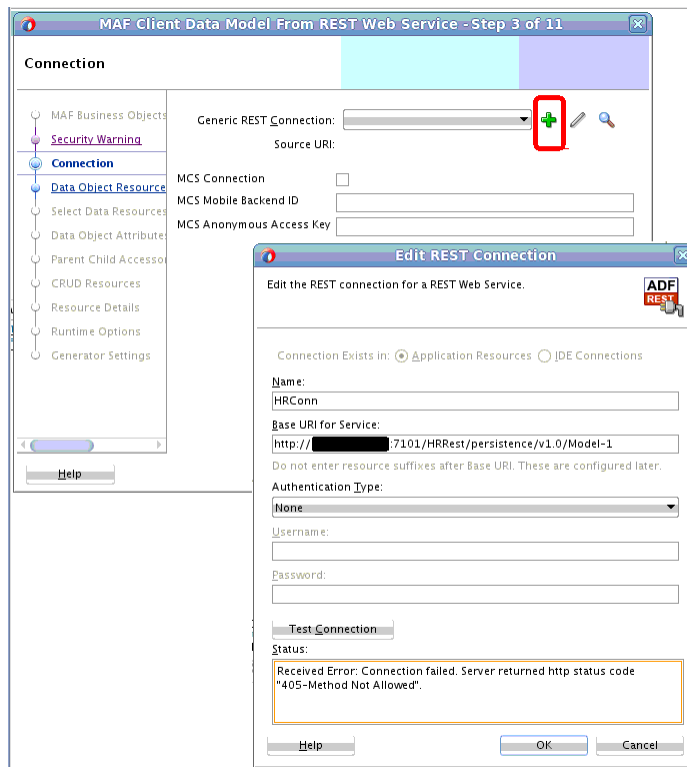 MAF Client Data Model From REST Web Service - Step 3 of 11
Connection
MAF Business Objects
Security Warning
Connection
Data Object Resource
Select Data Resources
Data Object Attributes
Parent Child Accessor
CRUD Resources
Resource Details
Runtime Options
Generator Settings
Help
Generic REST Connection:
Source URI:
MCS Connection
MCS Mobile Backend ID
MCS Anonymous Access Key
Edit REST Connection
Edit the REST connection for a REST Web Service.
ADF
REST
Connection Exists in: Application Resources IDE Connections
Name:
HRConn
Base URI for Service:
http:// :7101/HRRest/persistence/v1.0/Model-1
Do not enter resource suffixes after Base URI. These are configured later.
Authentication Type:
None
Username:
Password:
Test Connection
Status:
Received Error: Connection failed. Server returned http status code
"405-Method Not Allowed".
Help OK Cancel